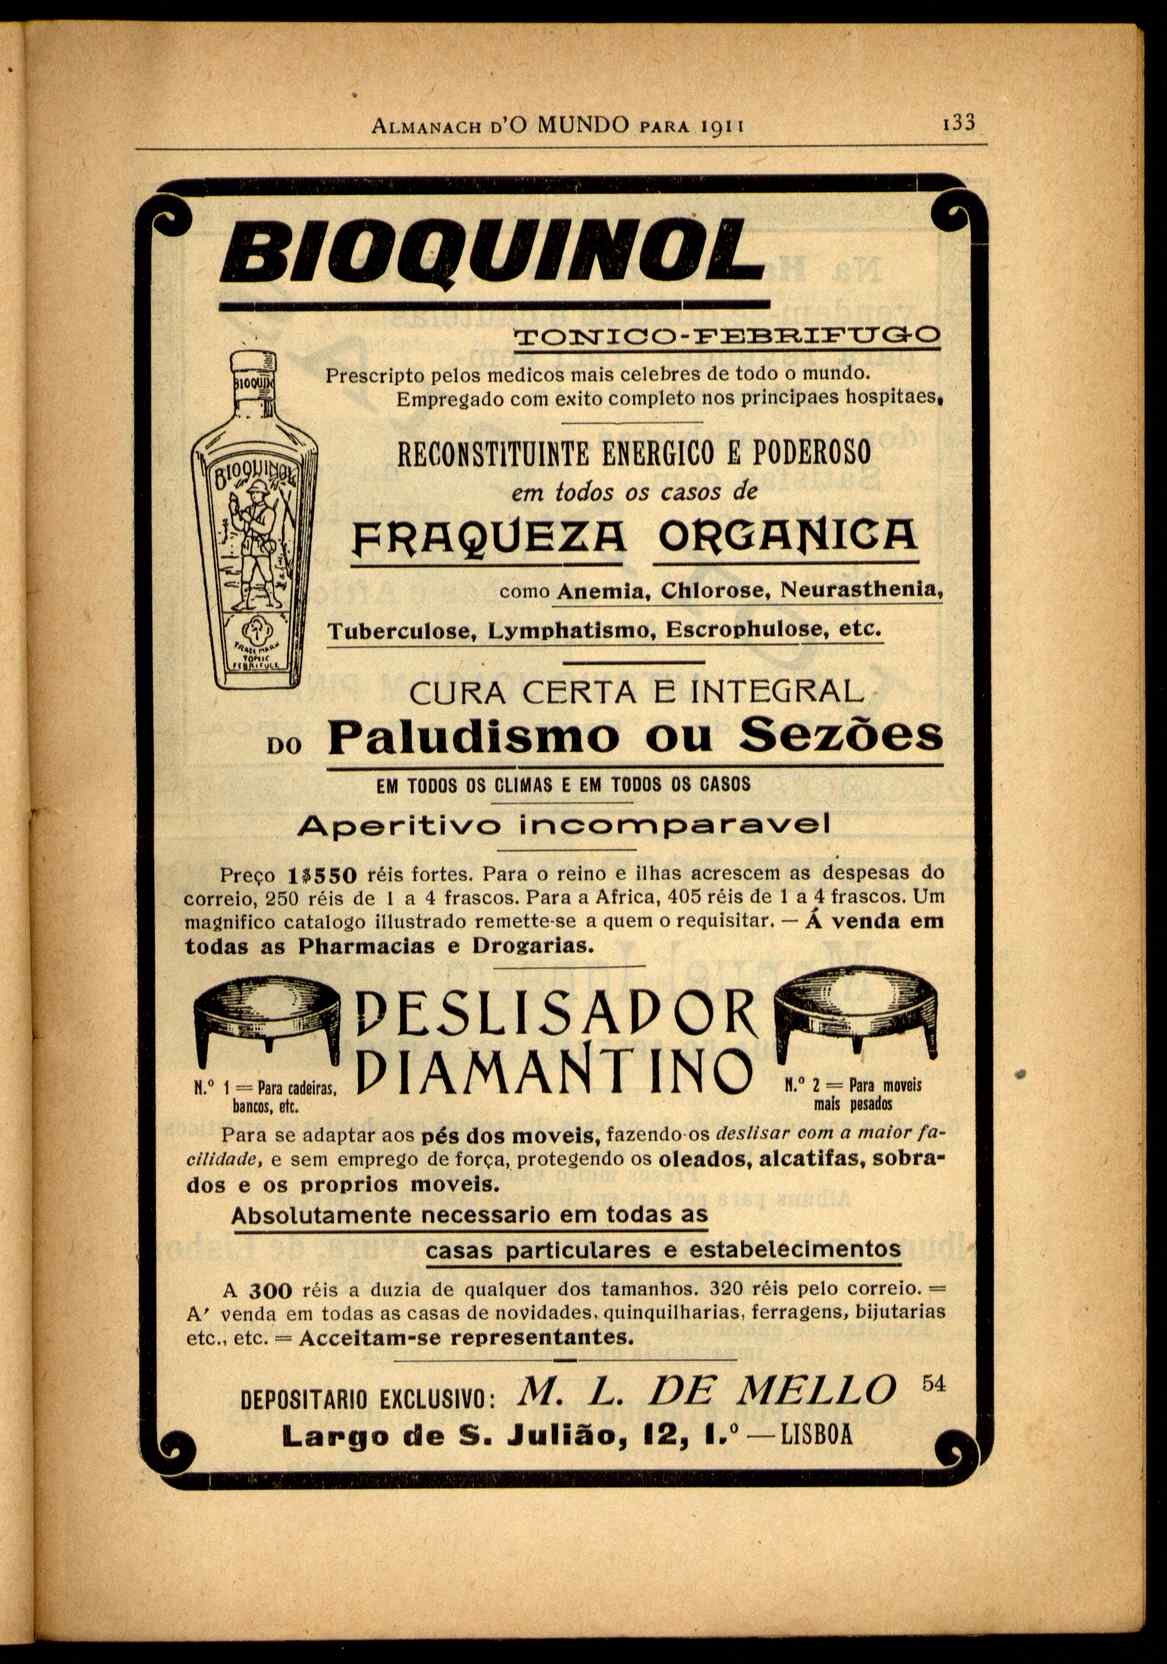 ALMANACH D'O MUNDO PARA 1911 133
BIOQUINOL
TONICO-FEBRIFUGO
Prescripto pelos medicos mais celebres de todo o mundo.
Empregado com exito completo nos principaes hospitaes,
BIOQUIN
BIOQUINOL
TRADE MARK
TONIC
FEBRIFUGE
RECONSTITUINTE ENERGICO E PODEROSO
em todos os casos de
FRAQUEZA ORGANICA
como Anemia, Chlorose, Neurasthenia,
Tuberculose, Lymphatismo, Escrophulose, etc.
CURA CERTA E INTEGRAL
DO Paludismo ou Sezões
EM TODOS OS CLIMAS E EM TODOS OS CASOS
Aperitivo incomparavel
Preço 1$550 réis fortes. Para o reino e ilhas acrescem as despesas do
correio, 250 réis de 1 a 4 frascos. Para a Africa, 405 réis de 1 a 4 frascos. Um
magnifico catalogo illustrado remette-se a quem o requisitar. — Á venda em
todas as Pharmacias e Drogarias.
DESLISADOR
DIAMANTINO
N.º 1 = Para cadeiras,
bancos, etc.
N.º 2 = Para moveis
mais pesados
Para se adaptar aos pés dos moveis, fazendo-os deslisar com a maior fa-
cilidade, e sem emprego de força, protegendo os oleados, alcatifas, sobra-
dos e os proprios moveis.
Absolutamente necessario em todas as
casas particulares e estabelecimentos
A 300 réis a duzia de qualquer dos tamanhos. 320 réis pelo correio. =
A' venda em todas as casas de novidades, quinquilharias, ferragens, bijutarias
etc., etc. = Acceitam-se representantes.
DEPOSITARIO EXCLUSIVO: M. L. DE MELLO 54
Largo de S. Julião, 12, 1.º — LISBOA